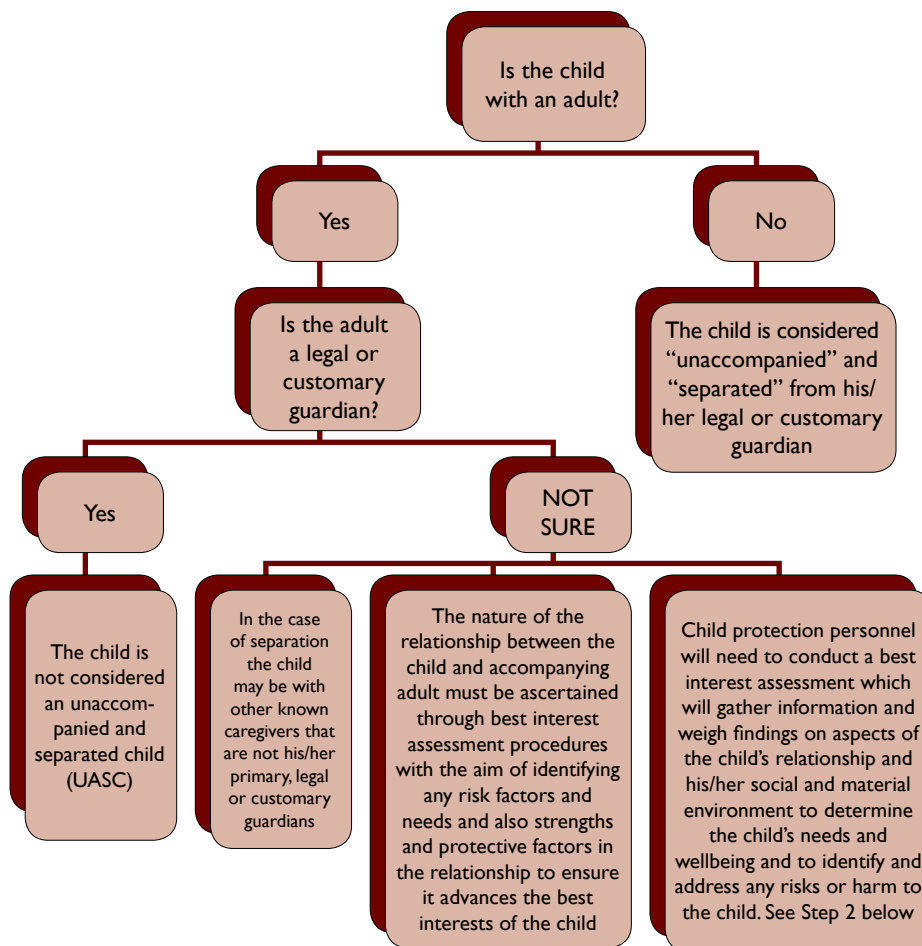 Is the child
with an adult?
Yes
No
Is the adult
a legal or
customary
guardian?
The child is considered
“unaccompanied” and
“separated” from his/
her legal or customary
guardian
Yes
NOT
SURE
The child is
not considered
an unaccom-
panied and
separated child
(UASC)
In the case
of separation
the child
may be with
other known
caregivers that
are not his/her
primary, legal
or customary
guardians
The nature of the
relationship between the
child and accompanying
adult must be ascertained
through best interest
assessment procedures
with the aim of identifying
any risk factors and
needs and also strengths
and protective factors in
the relationship to ensure
it advances the best
interests of the child
Child protection personnel
will need to conduct a best
interest assessment which
will gather information and
weigh findings on aspects of
the child’s relationship and
his/her social and material
environment to determine
the child’s needs and
wellbeing and to identify and
address any risks or harm to
the child. See Step 2 below